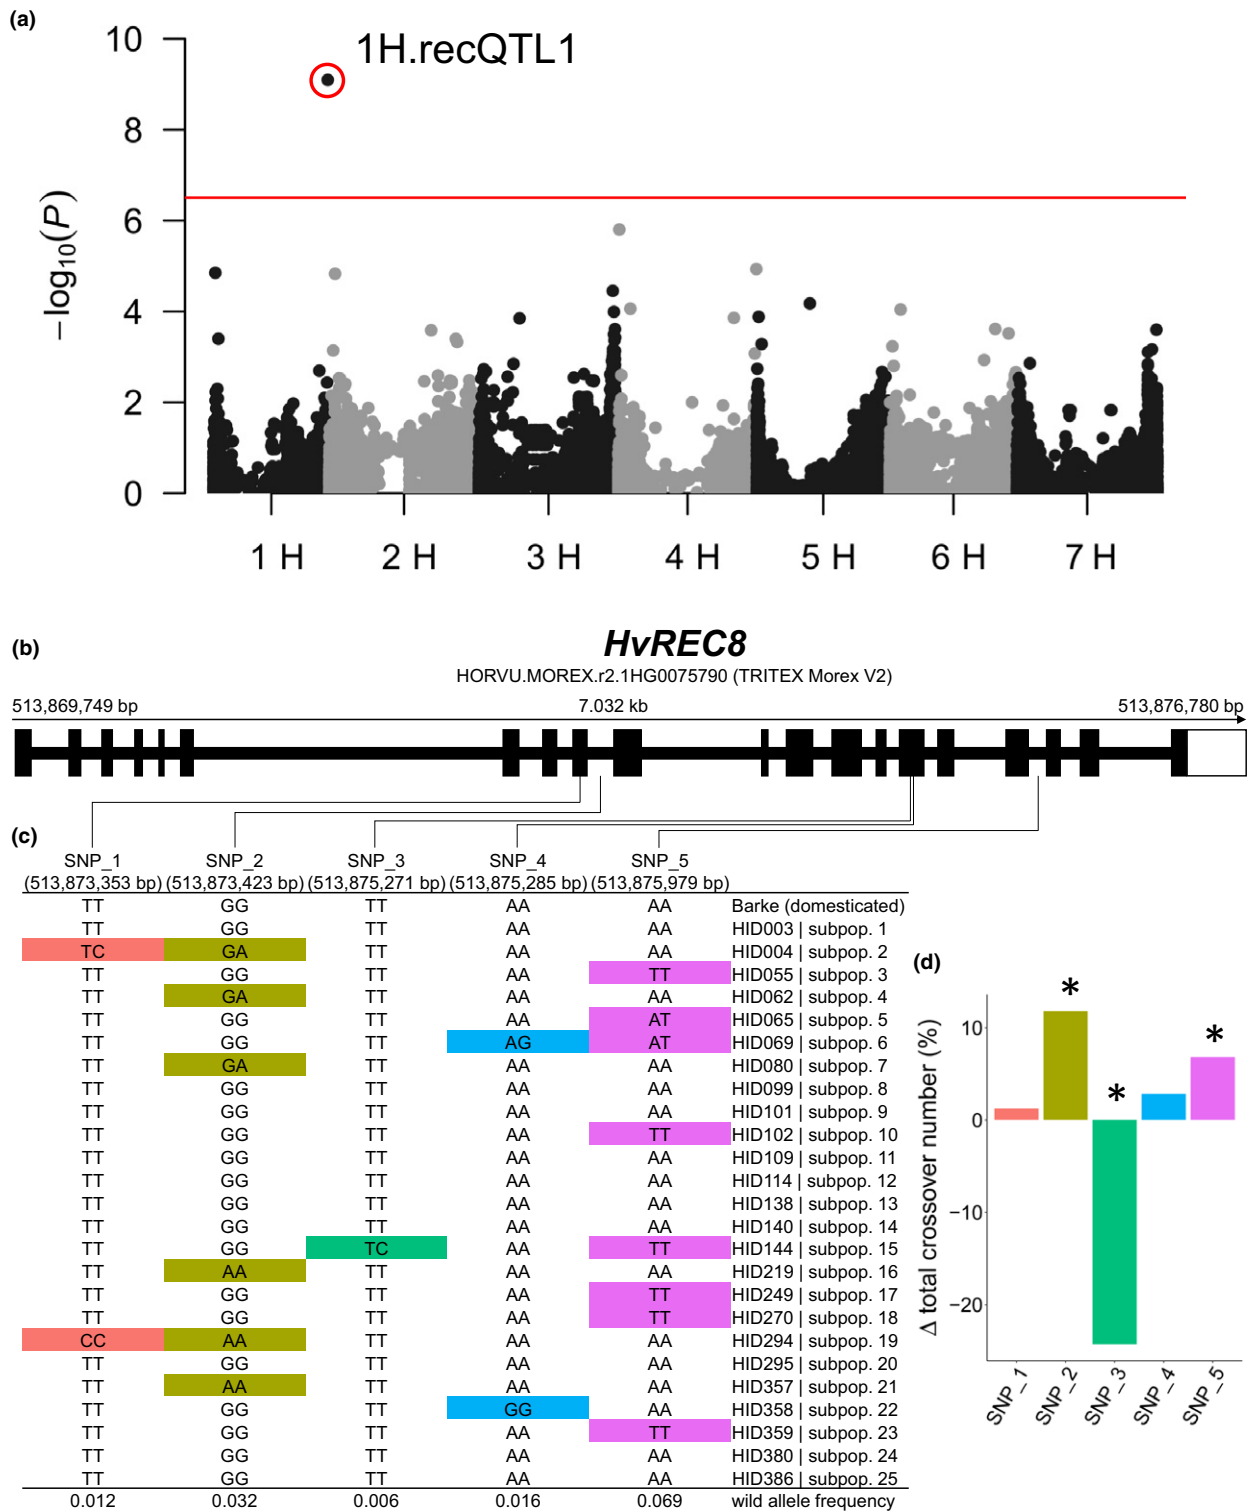 (a)
1H.recQTL1
−log10(P)
10
8
6
4
2
0
1 H 2 H 3 H 4 H 5 H 6 H 7 H
(b)
HvREC8
HORVU.MOREX.r2.1HG0075790 (TRITEX Morex V2)
513,869,749 bp 7.032 kb 513,876,780 bp
(c)
SNP_1 SNP_2 SNP_3 SNP_4 SNP_5
(513,873,353 bp) (513,873,423 bp) (513,875,271 bp) (513,875,285 bp) (513,875,979 bp)
TT GG TT AA AA Barke (domesticated)
TT GG TT AA AA HID003 | subpop. 1
TC GA TT AA AA HID004 | subpop. 2
TT GG TT AA TT HID055 | subpop. 3
TT GA TT AA AA HID062 | subpop. 4
TT GG TT AA AT HID065 | subpop. 5
TT GG TT AG AT HID069 | subpop. 6
TT GA TT AA AA HID080 | subpop. 7
TT GG TT AA AA HID099 | subpop. 8
TT GG TT AA AA HID101 | subpop. 9
TT GG TT AA TT HID102 | subpop. 10
TT GG TT AA AA HID109 | subpop. 11
TT GG TT AA AA HID114 | subpop. 12
TT GG TT AA AA HID138 | subpop. 13
TT GG TT AA AA HID140 | subpop. 14
TT GG TC AA TT HID144 | subpop. 15
TT AA TT AA AA HID219 | subpop. 16
TT GG TT AA TT HID249 | subpop. 17
TT GG TT AA TT HID270 | subpop. 18
CC AA TT AA AA HID294 | subpop. 19
TT GG TT AA AA HID295 | subpop. 20
TT AA TT AA AA HID357 | subpop. 21
TT GG TT GG AA HID358 | subpop. 22
TT GG TT AA TT HID359 | subpop. 23
TT GG TT AA AA HID380 | subpop. 24
TT GG TT AA AA HID386 | subpop. 25
0.012 0.032 0.006 0.016 0.069 wild allele frequency
(d)
Δ total crossover number (%)
10
0
−10
−20
* * *
SNP_1 SNP_2 SNP_3 SNP_4 SNP_5